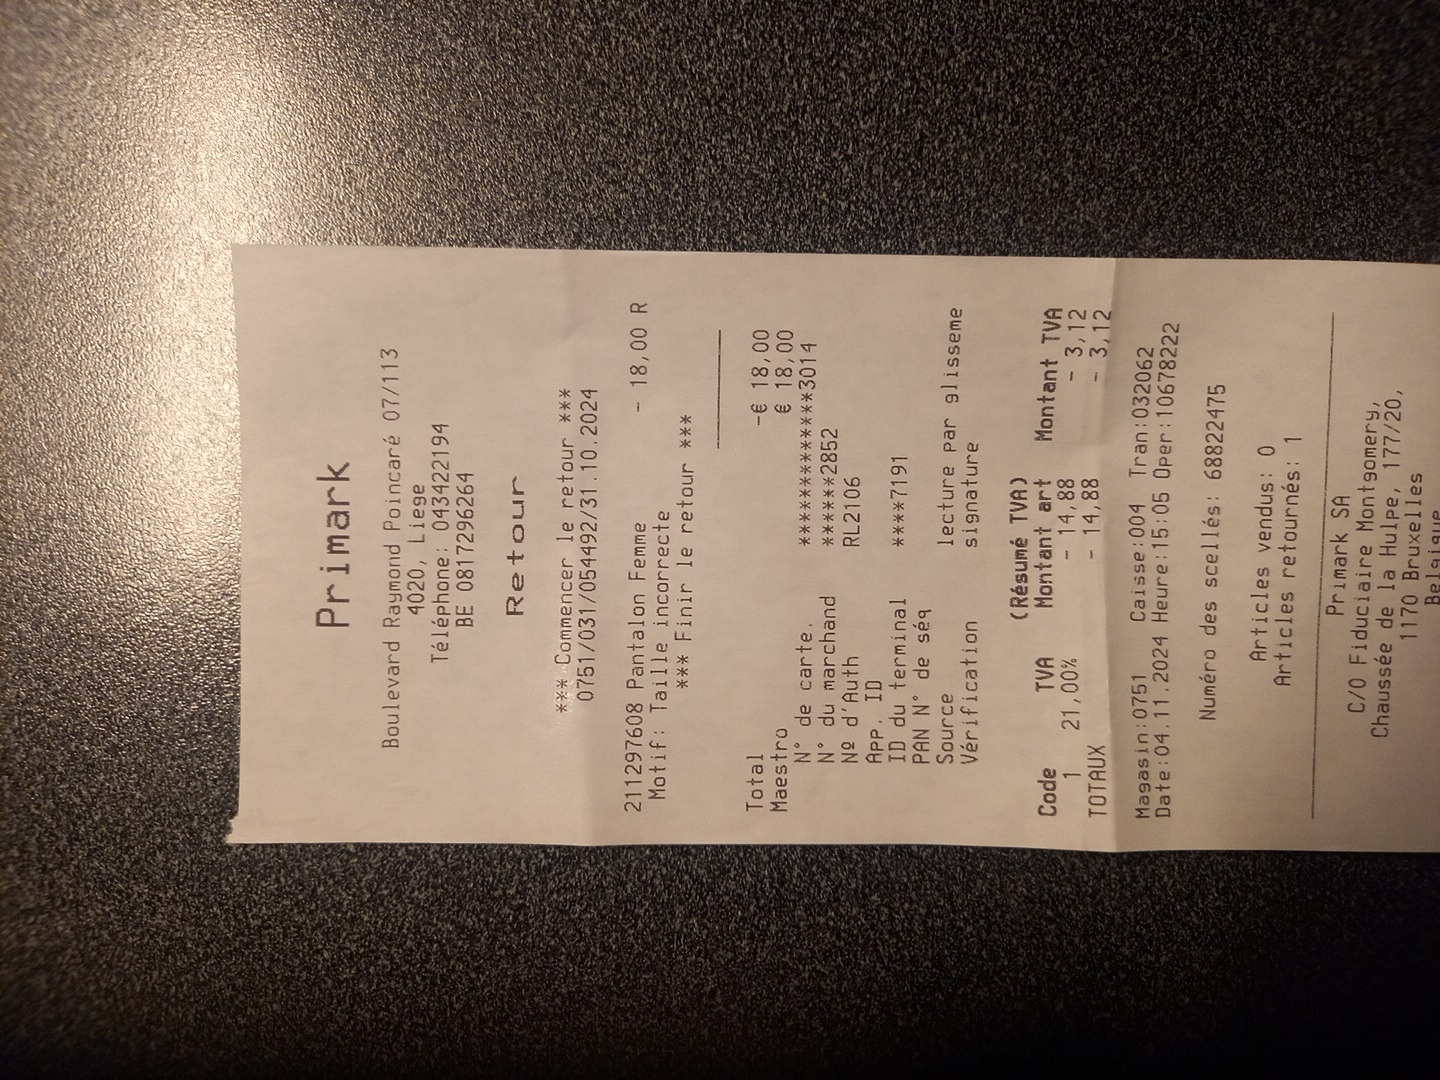 Primark
Boulevard Raymond Poincaré 07/113
4020, Liege
Téléphone: 043422194
BE 0817296264
Retour
*** Commencer le retour ***
0751/031/054492/31.10.2024
211297608 Pantalon Femme - 18,00 R
Motif: Taille incorrecte
*** Finir le retour ***
Total -€ 18,00
Maestro € 18,00
N° de carte. ***************3014
N° du marchand ******2852
Nº d'Auth RL2106
App. ID
ID du terminal ****7191
PAN N° de séq
Source lecture par glisseme
Vérification signature
(Résumé TVA)
Code TVA Montant art Montant TVA
1 21,00% - 14,88 - 3,12
TOTAUX - 14,88 - 3,12
Magasin:0751 Caisse:004 Tran:032062
Date:04.11.2024 Heure:15:05 Oper:10678222
Numéro des scellés: 68822475
Articles vendus: 0
Articles retournés: 1
Primark SA
C/O Fiduciaire Montgomery,
Chaussée de la Hulpe, 177/20,
1170 Bruxelles
Belgique